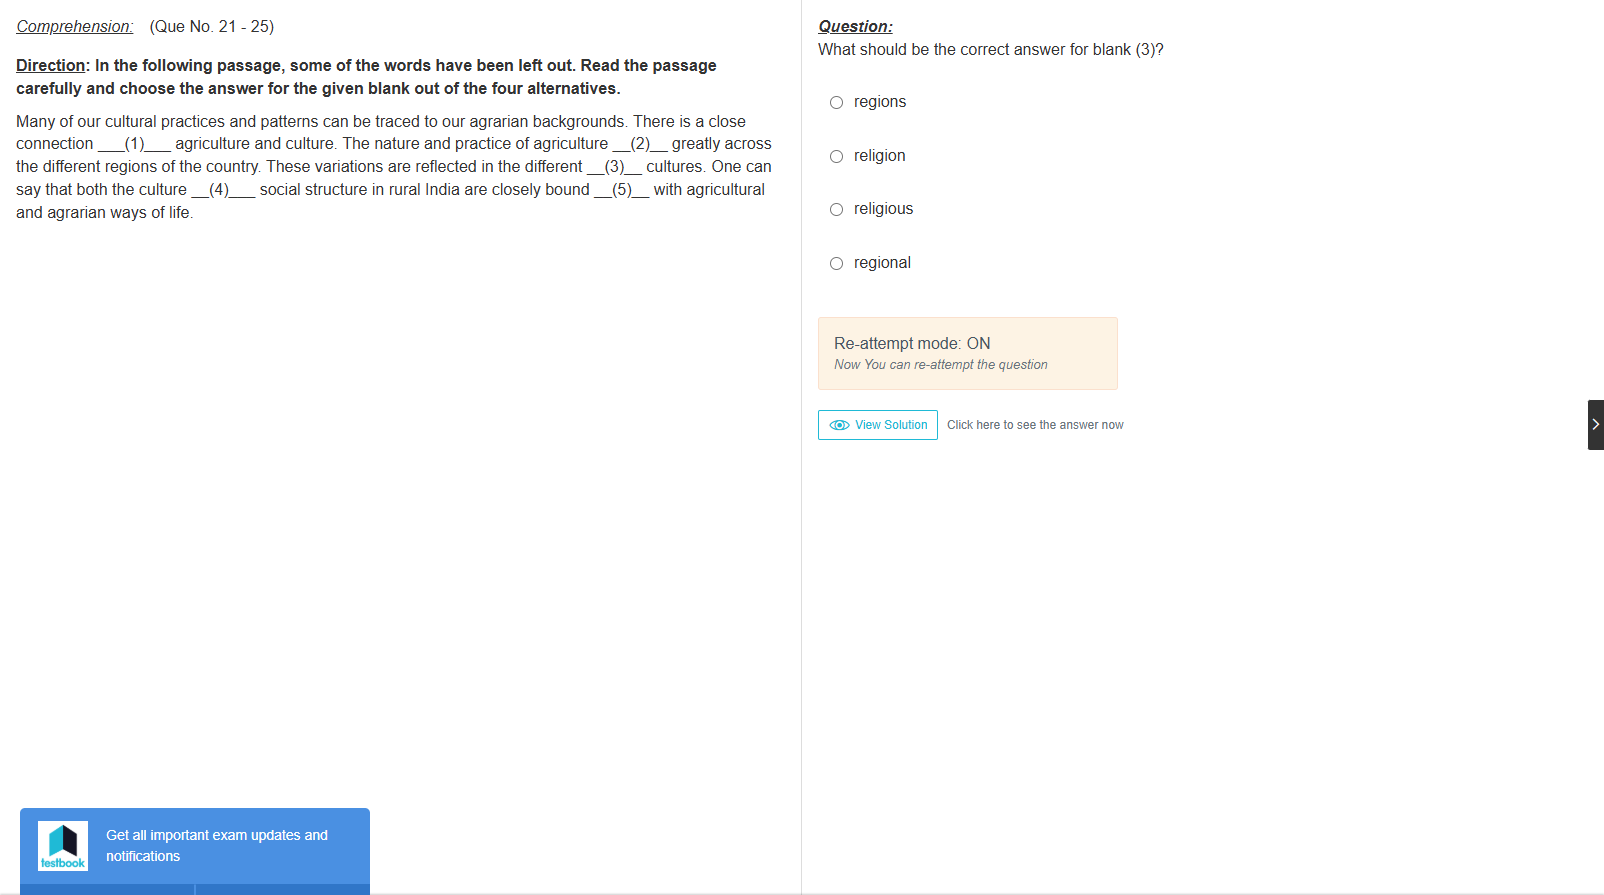 Comprehension: (Que No. 21 - 25)
Direction: In the following passage, some of the words have been left out. Read the passage
carefully and choose the answer for the given blank out of the four alternatives.
Many of our cultural practices and patterns can be traced to our agrarian backgrounds. There is a close
connection ___(1)___ agriculture and culture. The nature and practice of agriculture __(2)__ greatly across
the different regions of the country. These variations are reflected in the different __(3)__ cultures. One can
say that both the culture __(4)___ social structure in rural India are closely bound __(5)__ with agricultural
and agrarian ways of life.
Question:
What should be the correct answer for blank (3)?
regions
religion
religious
regional
Re-attempt mode: ON
Now You can re-attempt the question
View Solution Click here to see the answer now
testbook
Get all important exam updates and
notifications